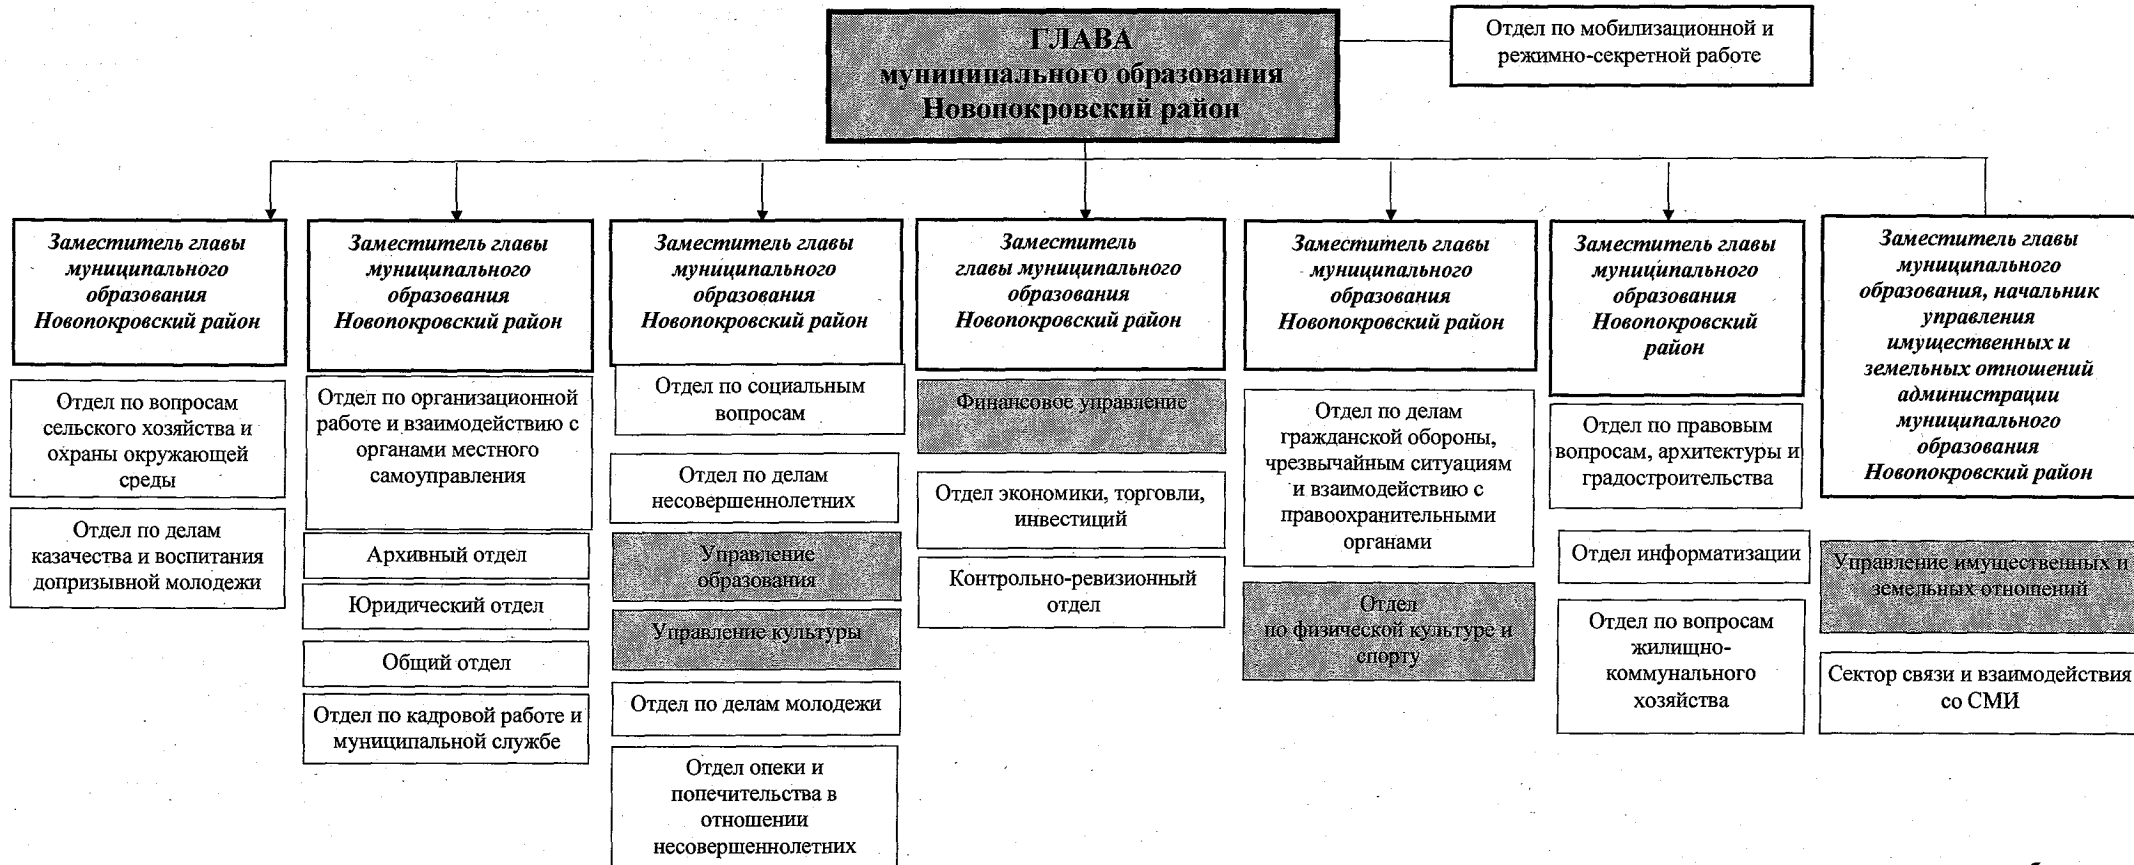 ГЛАВА
муниципального образования
Новопокровский район
Отдел по мобилизационной и
режимно-секретной работе
Заместитель главы
муниципального
образования
Новопокровский район
Отдел по вопросам
сельского хозяйства и
охраны окружающей
среды
Отдел по делам
казачества и воспитания
допризывной молодежи
Заместитель главы
муниципального
образования
Новопокровский район
Отдел по организационной
работе и взаимодействию с
органами местного
самоуправления
Архивный отдел
Юридический отдел
Общий отдел
Отдел по кадровой работе и
муниципальной службе
Заместитель главы
муниципального
образования
Новопокровский район
Отдел по социальным
вопросам
Отдел по делам
несовершеннолетних
Управление
образования
Управление культуры
Отдел по делам молодежи
Отдел опеки и
попечительства в
отношении
несовершеннолетних
Заместитель
главы муниципального
образования
Новопокровский район
Финансовое управление
Отдел экономики, торговли,
инвестиций
Контрольно-ревизионный
отдел
Заместитель главы
муниципального
образования
Новопокровский район
Отдел по делам
гражданской обороны,
чрезвычайным ситуациям
и взаимодействию с
правоохранительными
органами
Отдел
по физической культуре и
спорту
Заместитель главы
муниципального
образования
Новопокровский
район
Отдел по правовым
вопросам, архитектуры и
градостроительства
Отдел информатизации
Отдел по вопросам
жилищно-
коммунального
хозяйства
Заместитель главы
муниципального
образования, начальник
управления
имущественных и
земельных отношений
администрации
муниципального
образования
Новопокровский район
Управление имущественных и
земельных отношений
Сектор связи и взаимодействия
со СМИ